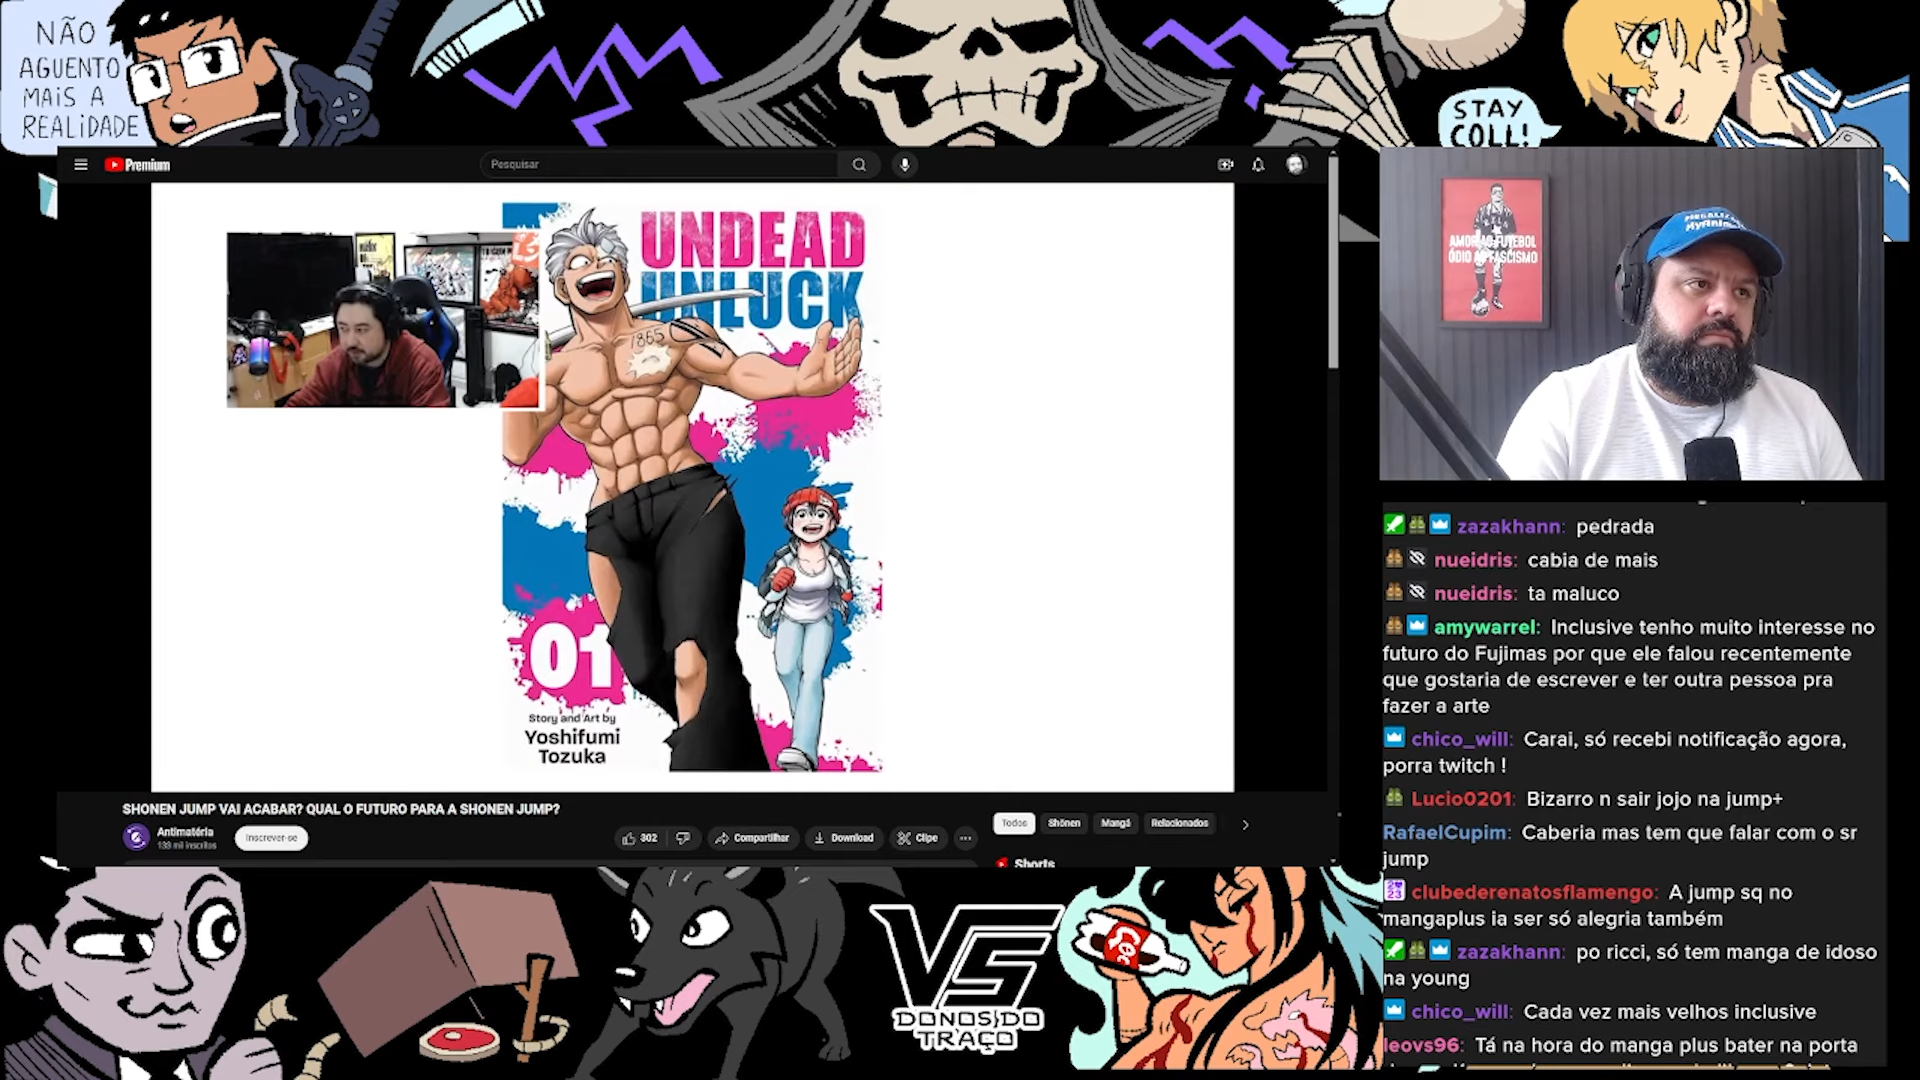 NÃO
AGUENTO
MAIS A
REALIDADE
STAY
COLL!
Premium
Pesquisar
UNDEAD
UNLUCK
1865
01
Story and Art by
Yoshifumi
Tozuka
AMOR AO FUTEBOL
ÓDIO AO FASCISMO
SHONEN JUMP VAI ACABAR? QUAL O FUTURO PARA A SHONEN JUMP?
Antimatéria
Inscrever-se
302
Compartilhar
Download
Clipe
Todos
Shōnen
Mangá
Relacionados
Shorts
zazakhann: pedrada
nueidris: cabia de mais
nueidris: ta maluco
amywarrel: Inclusive tenho muito interesse no
futuro do Fujimas por que ele falou recentemente
que gostaria de escrever e ter outra pessoa pra
fazer a arte
chico_will: Carai, só recebi notificação agora,
porra twitch !
Lucio0201: Bizarro n sair jojo na jump+
RafaelCupim: Caberia mas tem que falar com o sr
jump
clubederenatosflamengo: A jump sq no
mangaplus ia ser só alegria também
zazakhann: po ricci, só tem manga de idoso
na young
chico_will: Cada vez mais velhos inclusive
leovs96: Tá na hora do manga plus bater na porta
VS
DONOS DO
TRAÇO